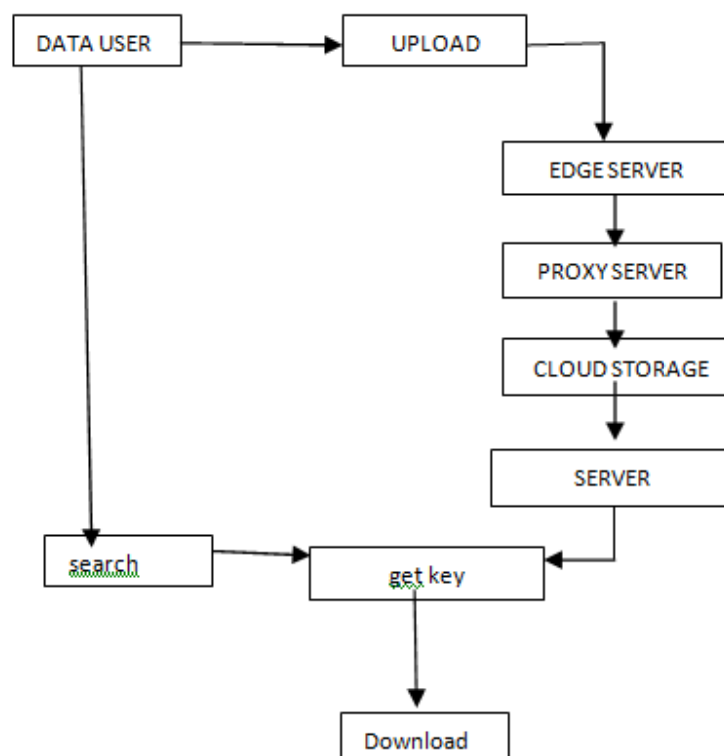 DATA USER
UPLOAD
EDGE SERVER
PROXY SERVER
CLOUD STORAGE
SERVER
search
get key
Download